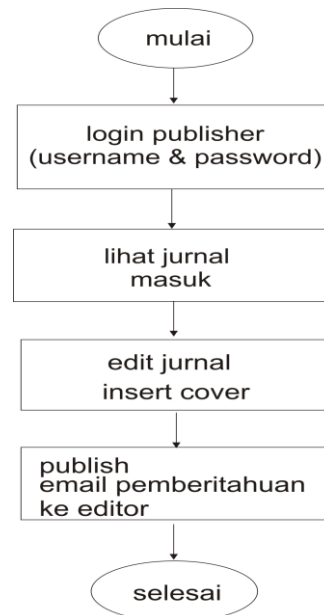 mulai
login publisher
(username & password)
lihat jurnal
masuk
edit jurnal
insert cover
publish
email pemberitahuan
ke editor
selesai